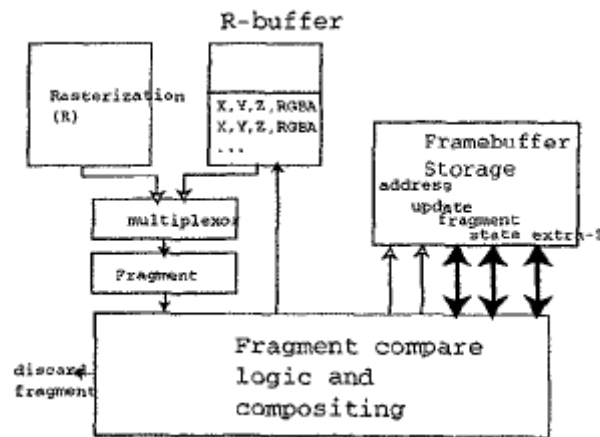 R-buffer
Rasterization
(R)
X,Y,Z,RGBA
X,Y,Z,RGBA
...
Framebuffer
Storage
address
update
fragment
state
multiplexor
Fragment
Fragment compare
logic and
compositing
discard
fragment